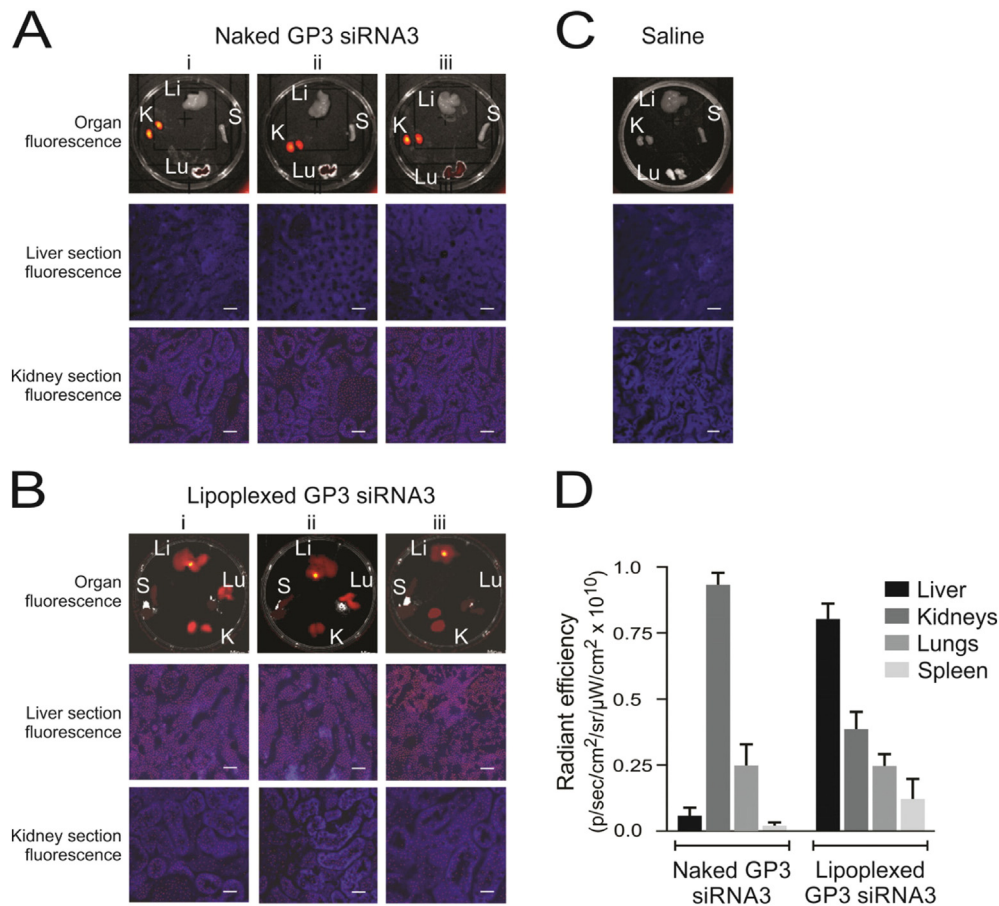 A
Naked GP3 siRNA3
i
ii
iii
Organ
fluorescence
Li
K
S
Lu
Li
K
S
Lu
Li
K
S
Lu
Liver section
fluorescence
Kidney section
fluorescence
C
Saline
Li
K
S
Lu
B
Lipoplexed GP3 siRNA3
i
ii
iii
Organ
fluorescence
Li
S
Lu
K
Li
S
Lu
K
Li
S
Lu
K
Liver section
fluorescence
Kidney section
fluorescence
D
Radiant efficiency
(p/sec/cm²/sr/µW/cm² x 10¹⁰)
1.0
0.75
0.5
0.25
0.0
Liver
Kidneys
Lungs
Spleen
Naked GP3
siRNA3
Lipoplexed
GP3 siRNA3